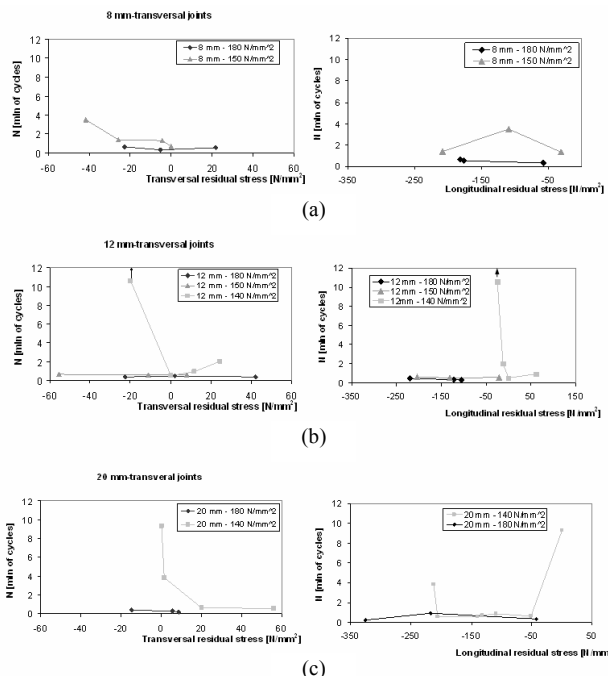 8 mm-transversal joints
N [mln of cycles]
12
10
8
6
4
2
0
-60 -40 -20 0 20 40 60
Transversal residual stress [N/mm²]
8 mm - 180 N/mm^2
8 mm - 150 N/mm^2
N [mln of cycles]
12
10
8
6
4
2
0
-350 -250 -150 -50 50
Longitudinal residual stress [N/mm²]
8 mm - 180 N/mm^2
8 mm - 150 N/mm^2
(a)
12 mm-transversal joints
N [mln of cycles]
12
10
8
6
4
2
0
-60 -40 -20 0 20 40 60
Transversal residual stress [N/mm²]
12 mm - 180 N/mm^2
12 mm - 150 N/mm^2
12 mm - 140 N/mm^2
N [mln of cycles]
12
10
8
6
4
2
0
-350 -250 -150 -50 50 150
Longitudinal residual stress [N/mm²]
12 mm - 180 N/mm^2
12 mm - 150 N/mm^2
12mm - 140 N/mm^2
(b)
20 mm-transveral joints
N [mln of cycles]
12
10
8
6
4
2
0
-60 -40 -20 0 20 40 60
Transversal residual stress [N/mm²]
20 mm - 180 N/mm^2
20 mm - 140 N/mm^2
N [mln of cycles]
12
10
8
6
4
2
0
-350 -250 -150 -50 50
Longitudinal residual stress [N/mm
20 mm - 140 N/mm^2
20 mm - 180 N/mm^2
(c)